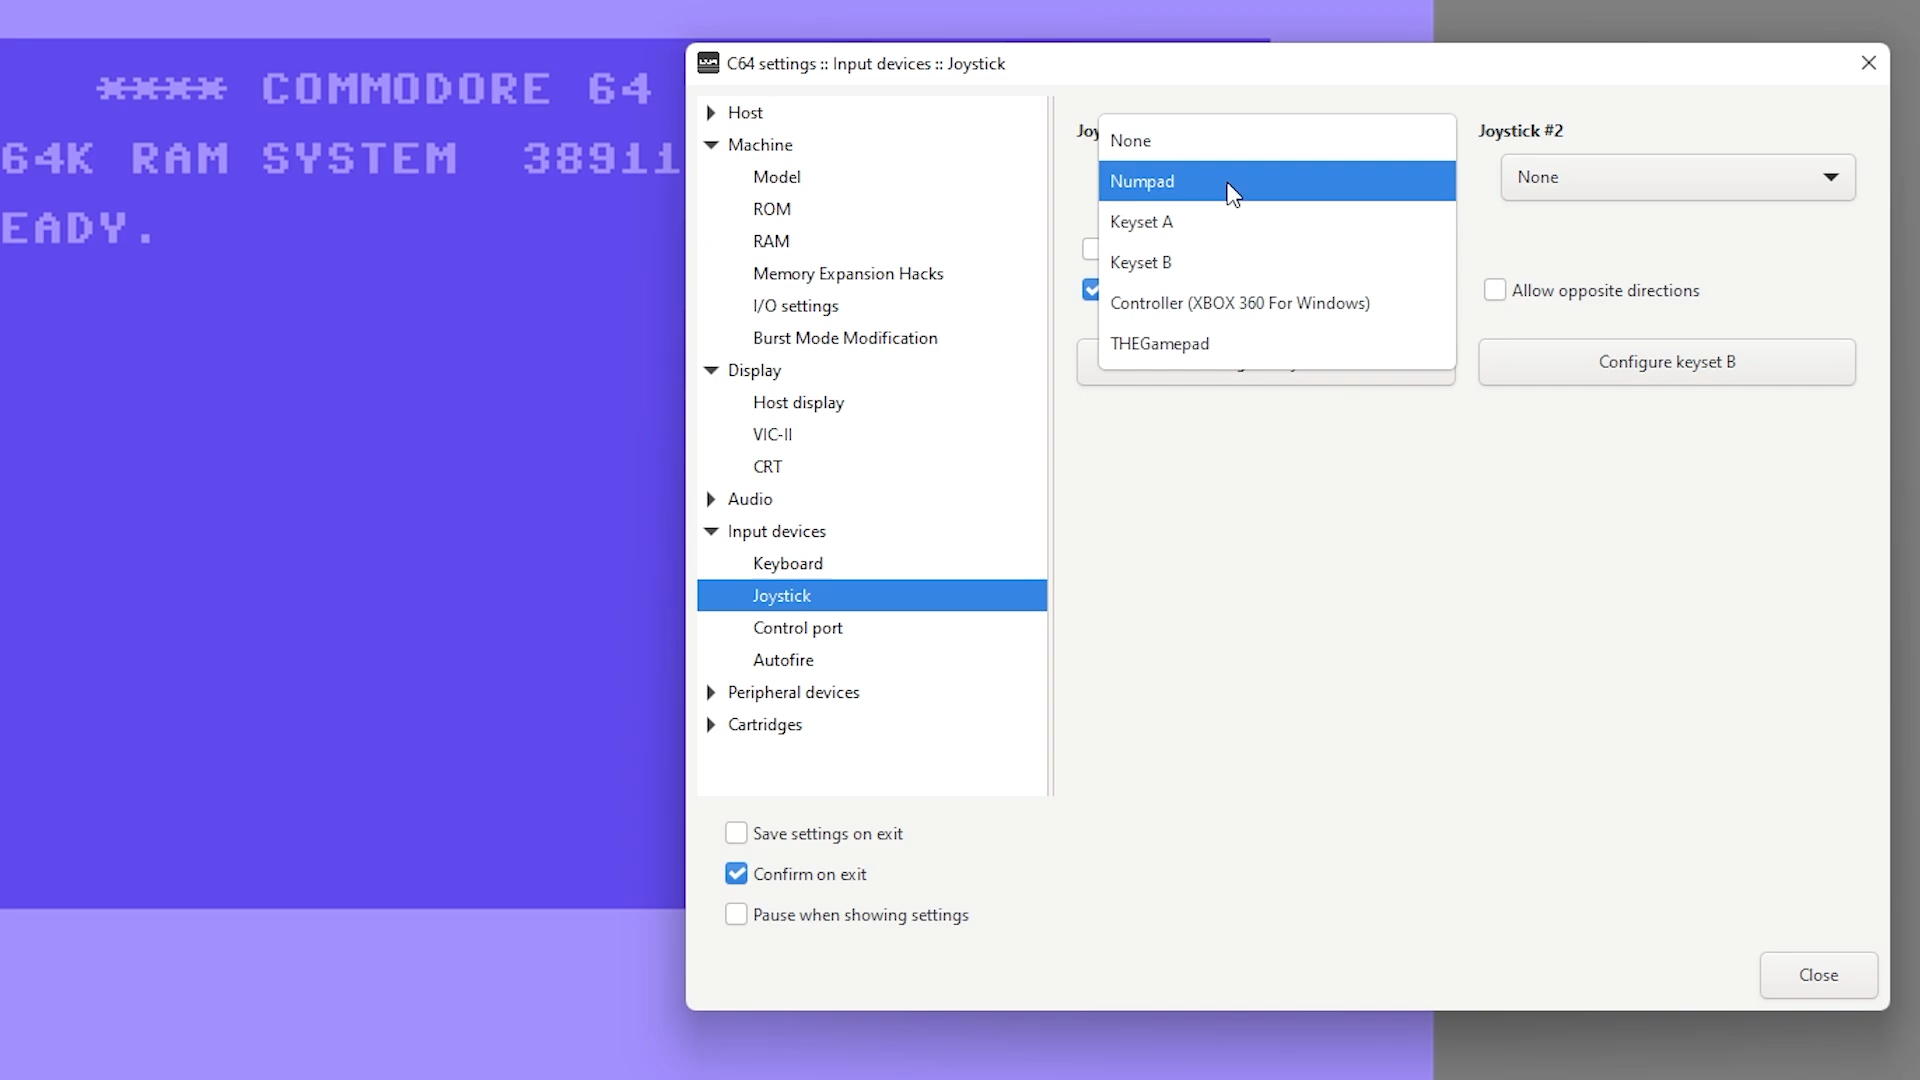 **** COMMODORE 64
64K RAM SYSTEM 38911
EADY.
C64 settings :: Input devices :: Joystick
Host
Machine
Model
ROM
RAM
Memory Expansion Hacks
I/O settings
Burst Mode Modification
Display
Host display
VIC-II
CRT
Audio
Input devices
Keyboard
Joystick
Control port
Autofire
Peripheral devices
Cartridges
Save settings on exit
Confirm on exit
Pause when showing settings
Joy
None
Numpad
Keyset A
Keyset B
Controller (XBOX 360 For Windows)
THEGamepad
Joystick #2
None
Allow opposite directions
Configure keyset B
Close